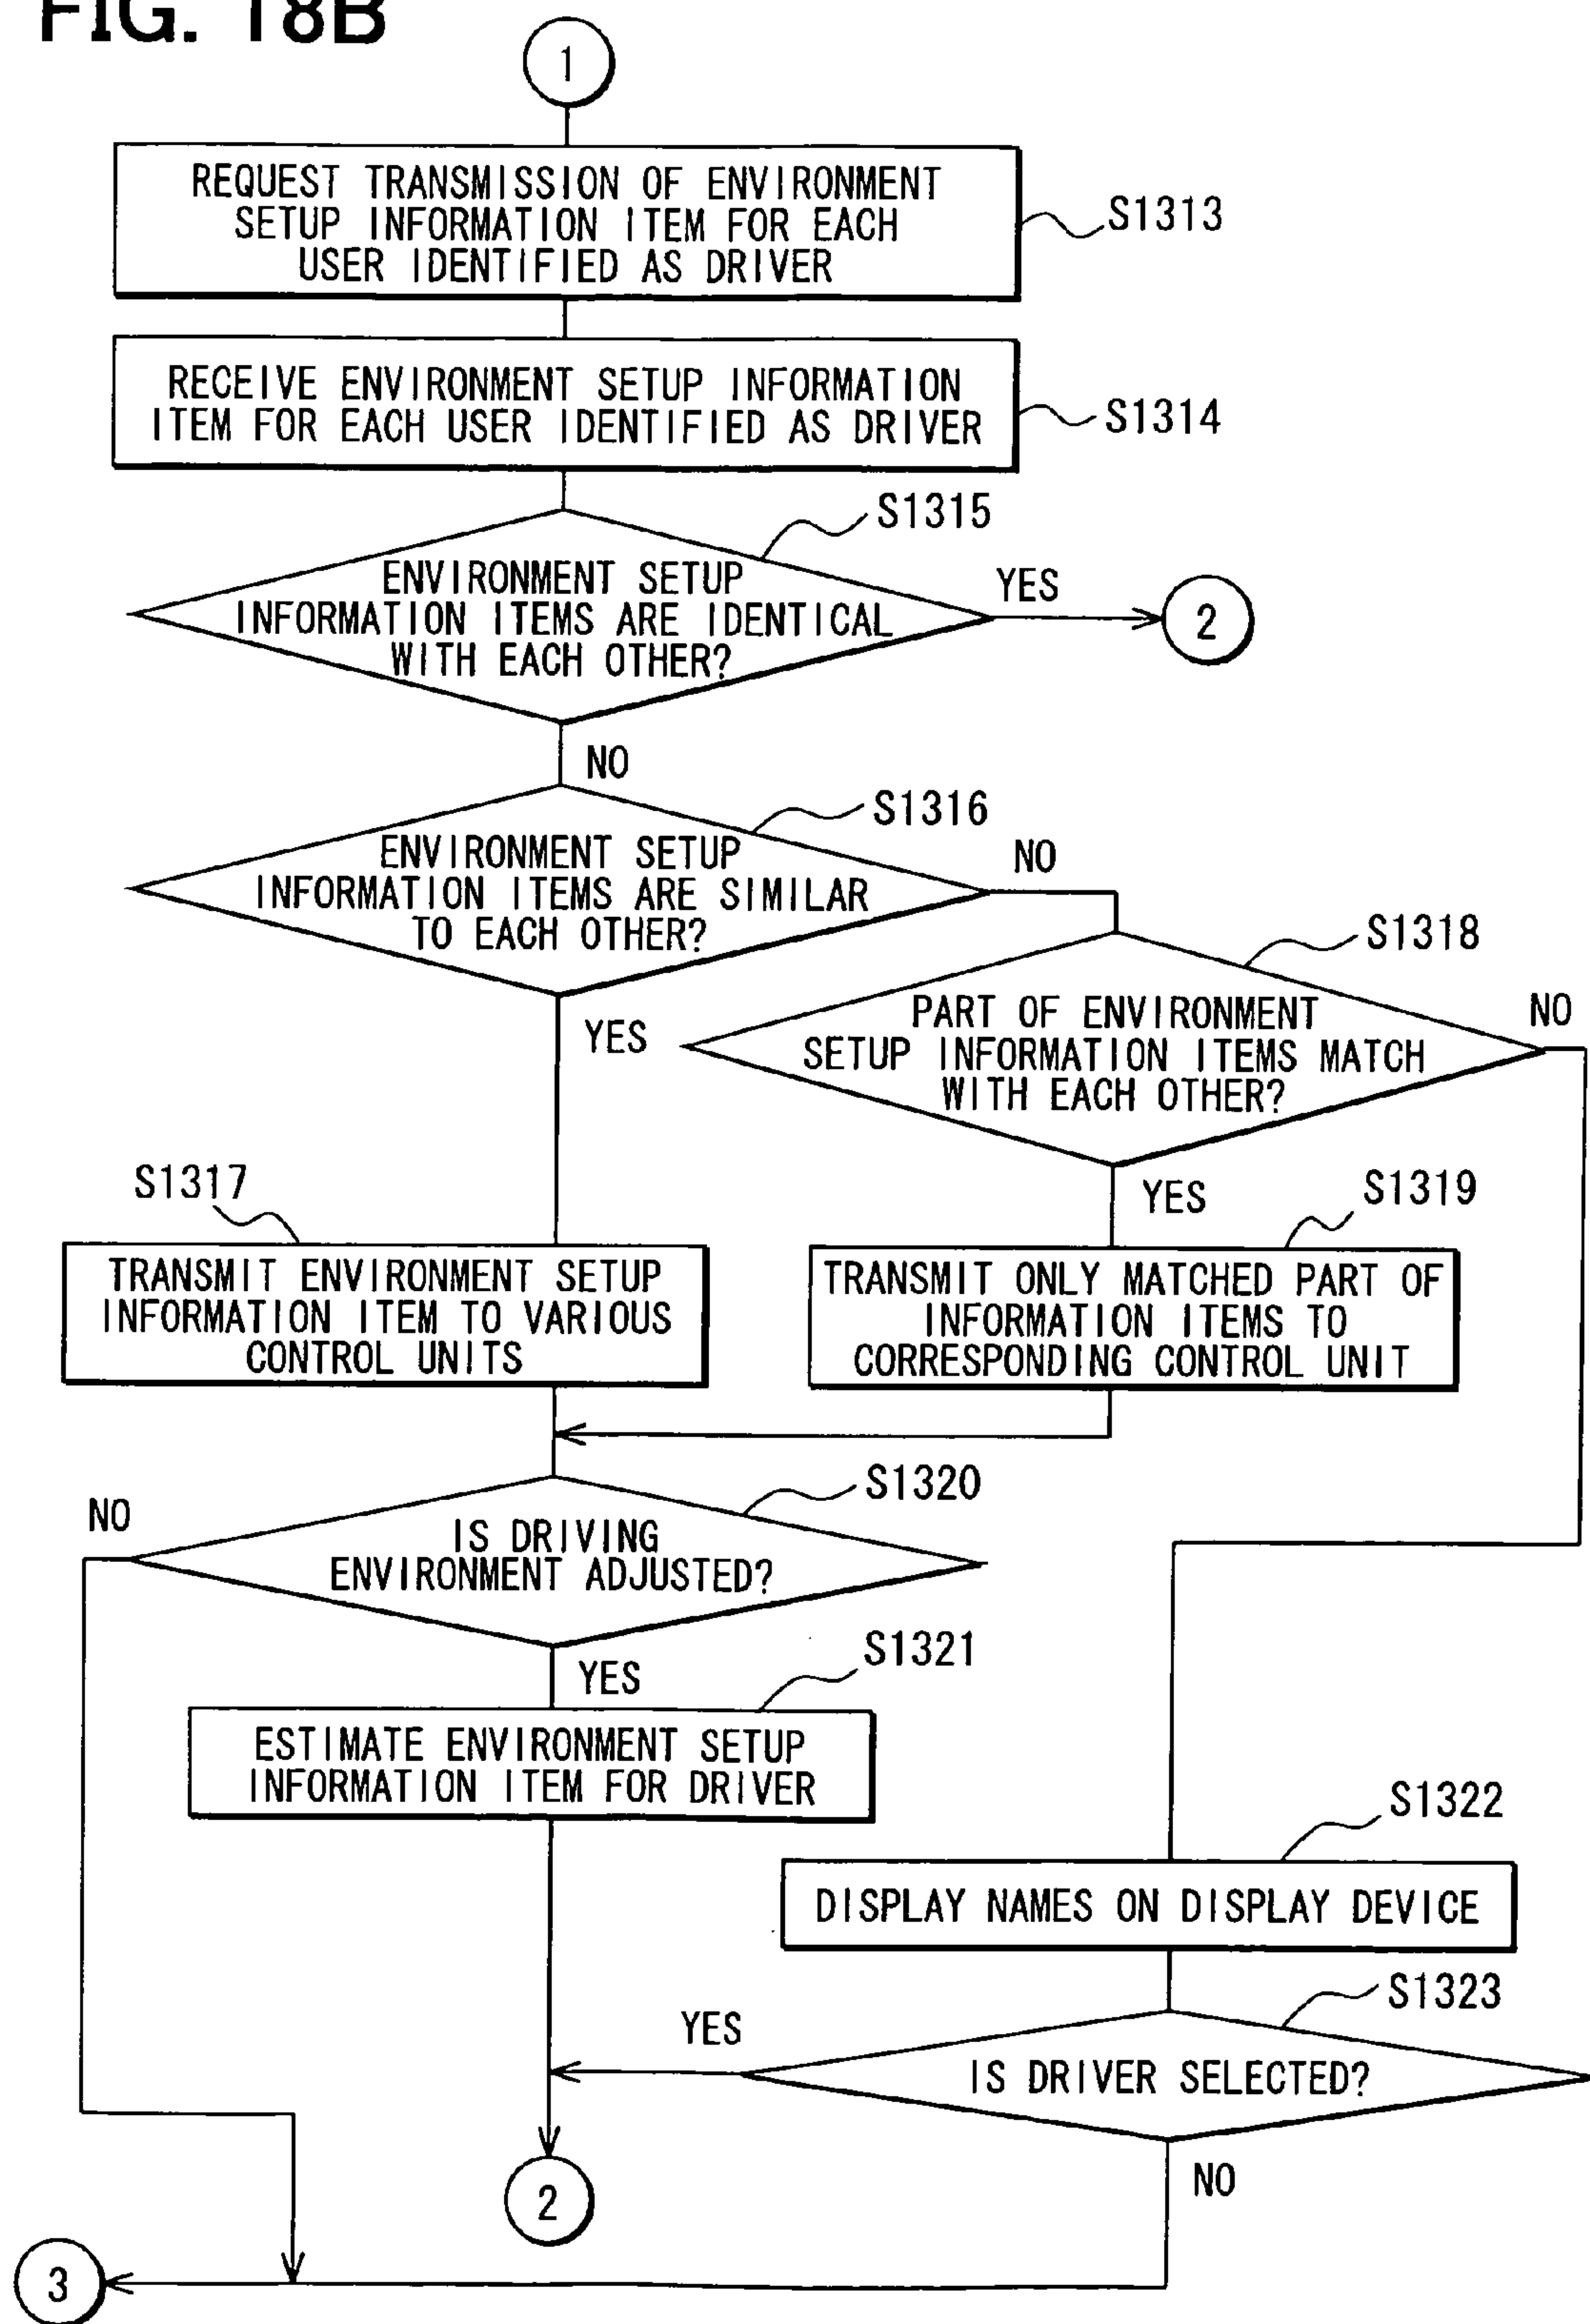 FIG. 18B
1
REQUEST TRANSMISSION OF ENVIRONMENT
SETUP INFORMATION ITEM FOR EACH
USER IDENTIFIED AS DRIVER
S1313
RECEIVE ENVIRONMENT SETUP INFORMATION
ITEM FOR EACH USER IDENTIFIED AS DRIVER
S1314
S1315
ENVIRONMENT SETUP
INFORMATION ITEMS ARE IDENTICAL
WITH EACH OTHER?
YES
2
NO
S1316
ENVIRONMENT SETUP
INFORMATION ITEMS ARE SIMILAR
TO EACH OTHER?
NO
YES
S1318
PART OF ENVIRONMENT
SETUP INFORMATION ITEMS MATCH
WITH EACH OTHER?
NO
YES
S1317
TRANSMIT ENVIRONMENT SETUP
INFORMATION ITEM TO VARIOUS
CONTROL UNITS
S1319
TRANSMIT ONLY MATCHED PART OF
INFORMATION ITEMS TO
CORRESPONDING CONTROL UNIT
S1320
NO
IS DRIVING
ENVIRONMENT ADJUSTED?
YES
S1321
ESTIMATE ENVIRONMENT SETUP
INFORMATION ITEM FOR DRIVER
S1322
DISPLAY NAMES ON DISPLAY DEVICE
S1323
YES
IS DRIVER SELECTED?
NO
2
3